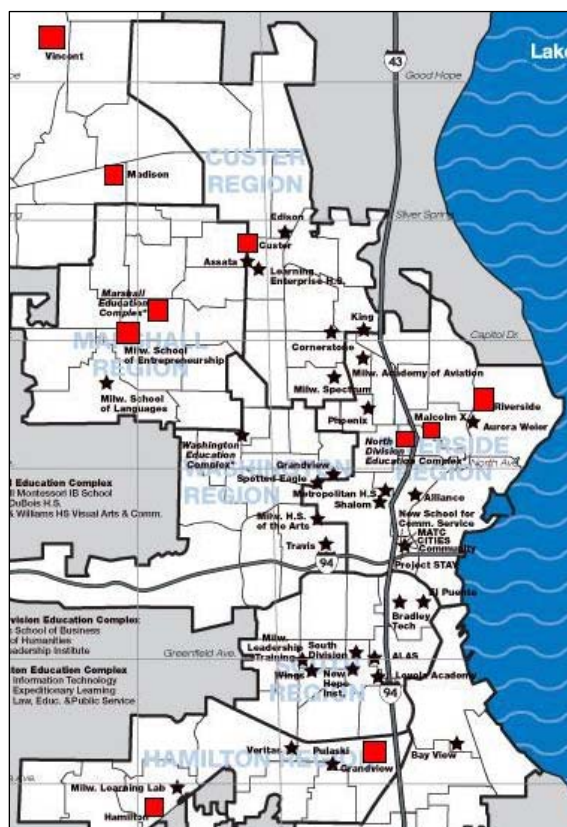 Lake
Vincent
43
Good Hope
Madison
CUSTER
REGION
Silver Spring
Edison
Custer
Assata
Learning
Enterprise H.S.
Marshall
Education
Complex*
King
Capitol Dr.
MARSHALL
REGION
Milw. School
of Entrepreneurship
Cornerstone
Milw. Academy of Aviation
Milw. School
of Languages
Milw. Spectrum
Phoenix
Riverside
Malcolm X
Aurora Weier
Washington
Education
Complex*
North
Division
Education Complex*
RIVERSIDE
REGION
North Ave.
Grandview
WASHINGTON
REGION
Spotted Eagle
l Education Complex
l Montessori IB School
DuBois H.S.
& Williams HS Visual Arts & Comm.
Metropolitan H.S.
Shalom
Alliance
Milw. H.S.
of the Arts
New School for
Comm. Service
MATC
CITIES
Community
Travis
94
Project STAY
El Puente
Bradley
Tech
vision Education Complex
s School of Business
of Humanities
eadership Institute
Greenfield Ave.
Milw.
Leadership
Training
South
Division
ALAS
ton Education Complex
Information Technology
Expeditionary Learning
Law, Educ. &Public Service
Wings
New
Hope
Inst.
Loyola Academy
SOUTH
REGION
94
HAMILTON REGION
Veritas
Pulaski
Grandview
Bay View
Milw. Learning Lab
Hamilton